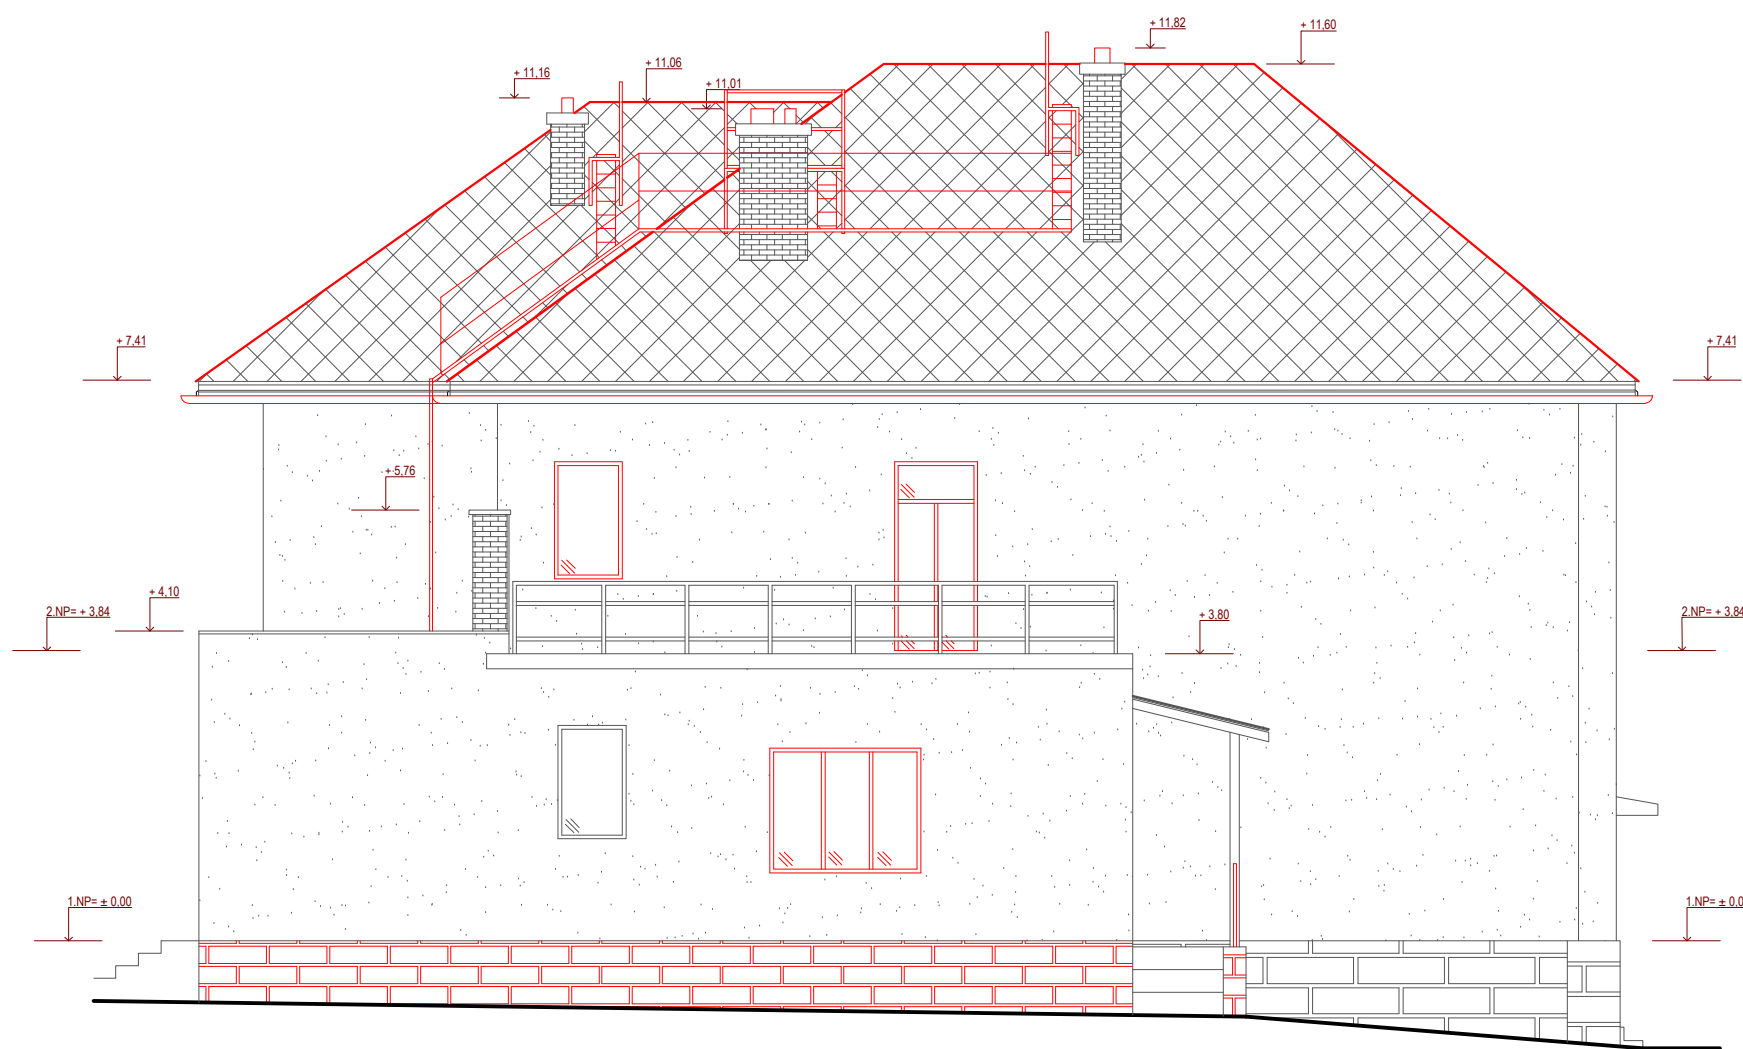 + 11,82
+ 11,60
+ 11,06
+ 11,16
+ 11,01
+ 7,41
+ 7,41
+ 5,76
+ 4,10
2.NP= + 3,84
+ 3,80
2.NP= + 3,84
1.NP= ± 0,00
1.NP= ± 0,0